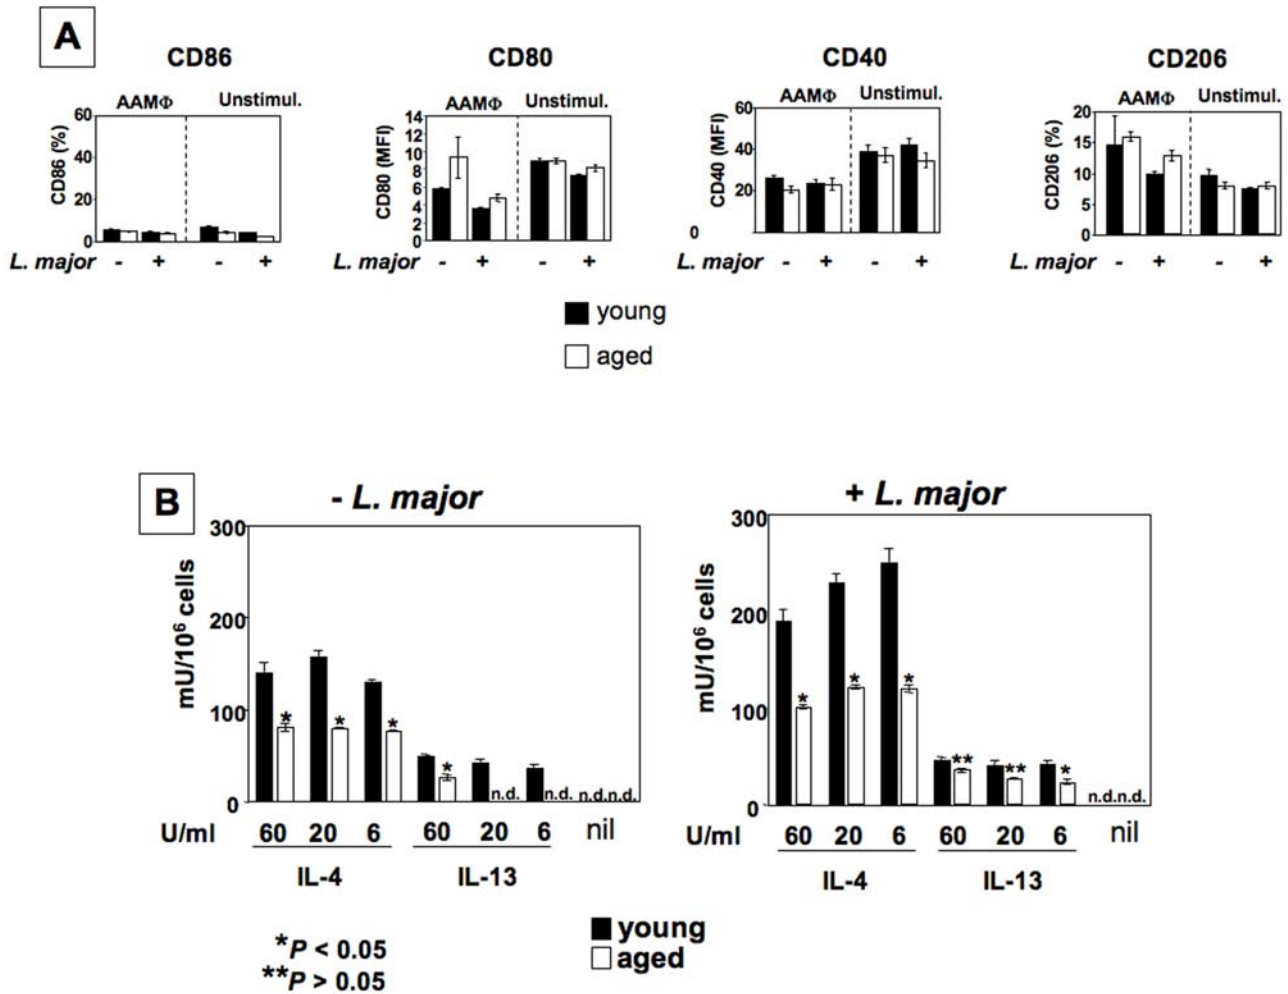 A
CD86
CD80
CD40
CD206
AAMΦ Unstimul.
AAMΦ Unstimul.
AAMΦ Unstimul.
AAMΦ Unstimul.
CD86 (%)
60
40
20
0
CD80 (MFI)
14
12
10
8
6
4
2
0
CD40 (MFI)
60
40
20
0
CD206 (%)
20
15
10
5
0
L. major - + - +
L. major - + - +
L. major - + - +
L. major - + - +
young
aged
B
- L. major
mU/10⁶ cells
300
200
100
0
* * * * n.d. n.d. n.d.n.d.
U/ml 60 20 6 60 20 6 nil
IL-4 IL-13
+ L. major
mU/10⁶ cells
300
200
100
0
* * * ** ** * n.d.n.d.
U/ml 60 20 6 60 20 6 nil
IL-4 IL-13
*P < 0.05
**P > 0.05
young
aged